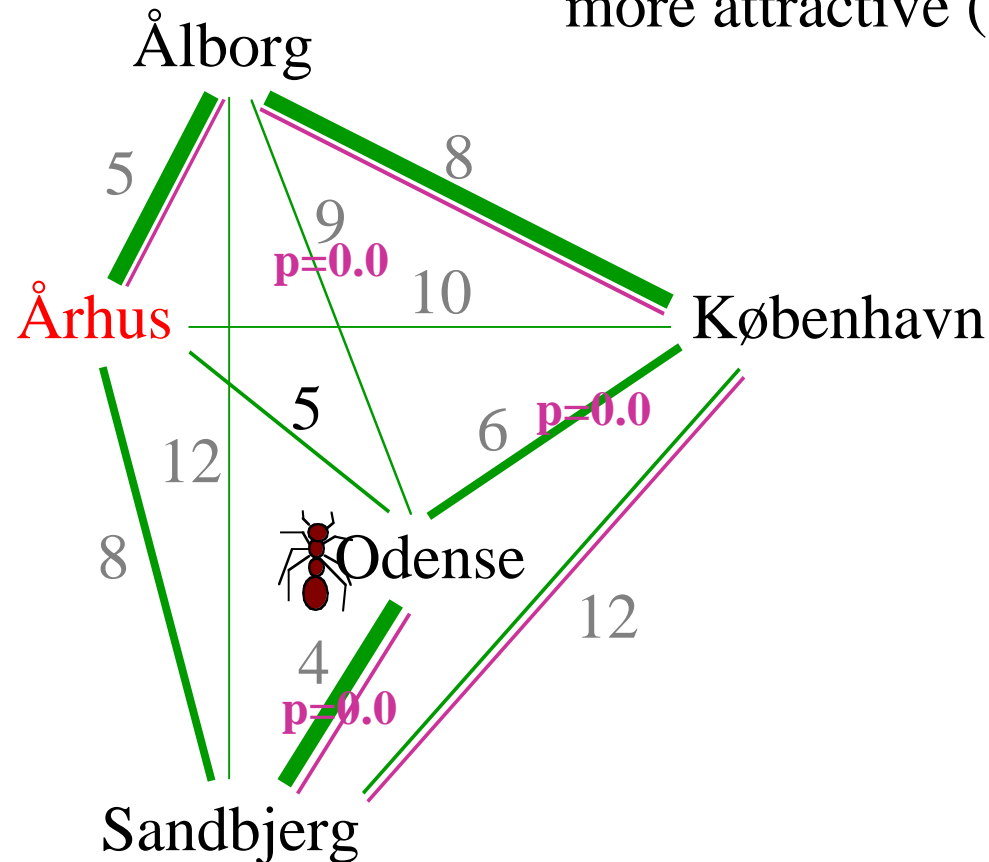 more attractive (
Ålborg
5
8
9
p=0.0
10
Århus
København
5
p=0.0
6
12
8
Odense
12
4
p=0.0
Sandbjerg